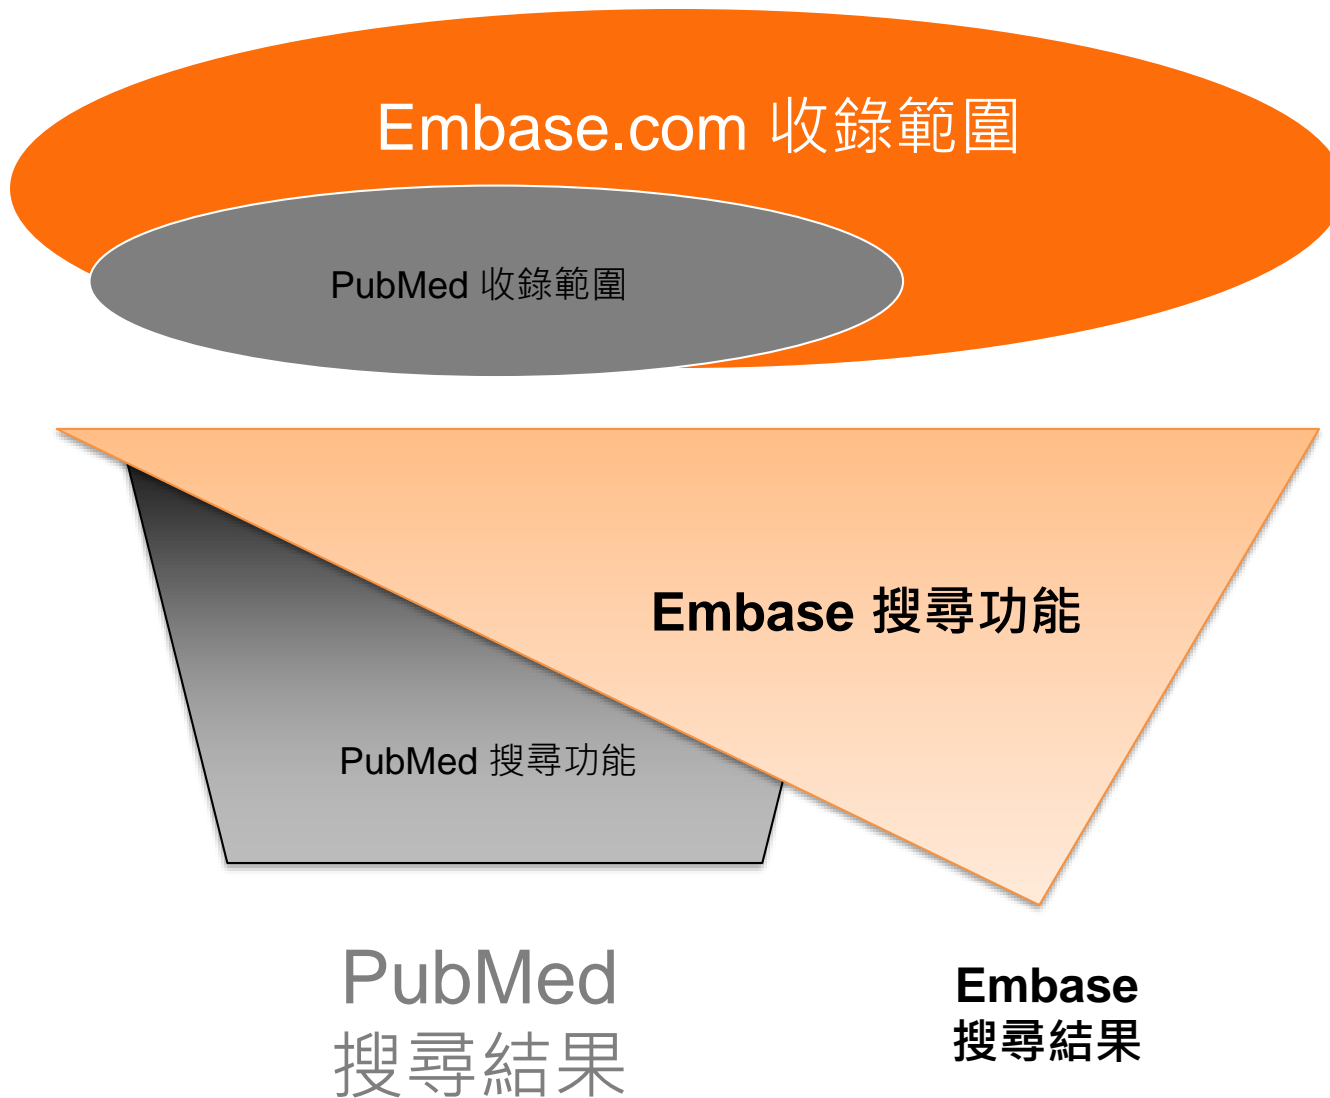 Embase.com 收錄範圍
PubMed 收錄範圍
Embase 搜尋功能
PubMed 搜尋功能
PubMed
搜尋結果
Embase
搜尋結果